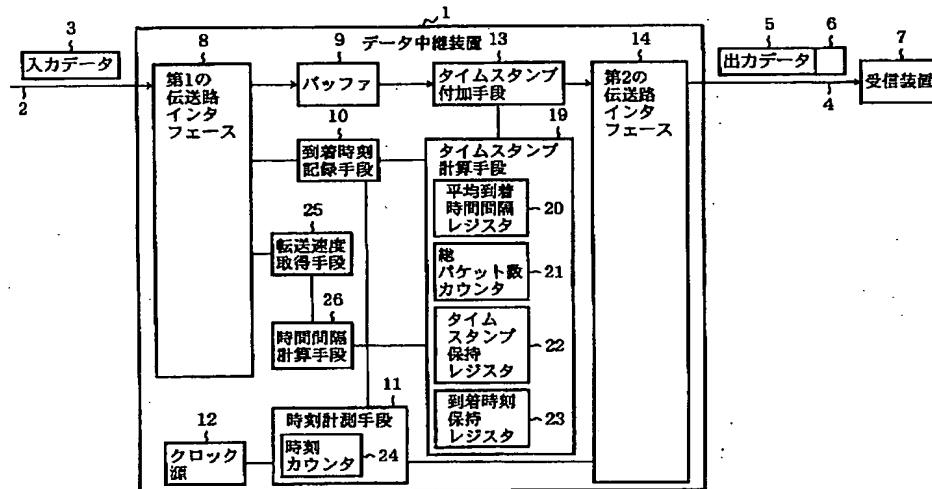 1
データ中継装置
3
入力データ
2
8
第1の
伝送路
インタ
フェース
9
バッファ
13
タイムスタンプ
付加手段
14
第2の
伝送路
インタ
フェース
5
出力データ
6
4
7
受信装置
10
到着時刻
記録手段
19
タイムスタンプ
計算手段
平均到着
時間間隔
レジスタ
20
総
パケット数
カウンタ
21
タイム
スタンプ
保持
レジスタ
22
到着時刻
保持
レジスタ
23
25
転送速度
取得手段
26
時間間隔
計算手段
11
時刻計測手段
時刻
カウンタ
24
12
クロック
源